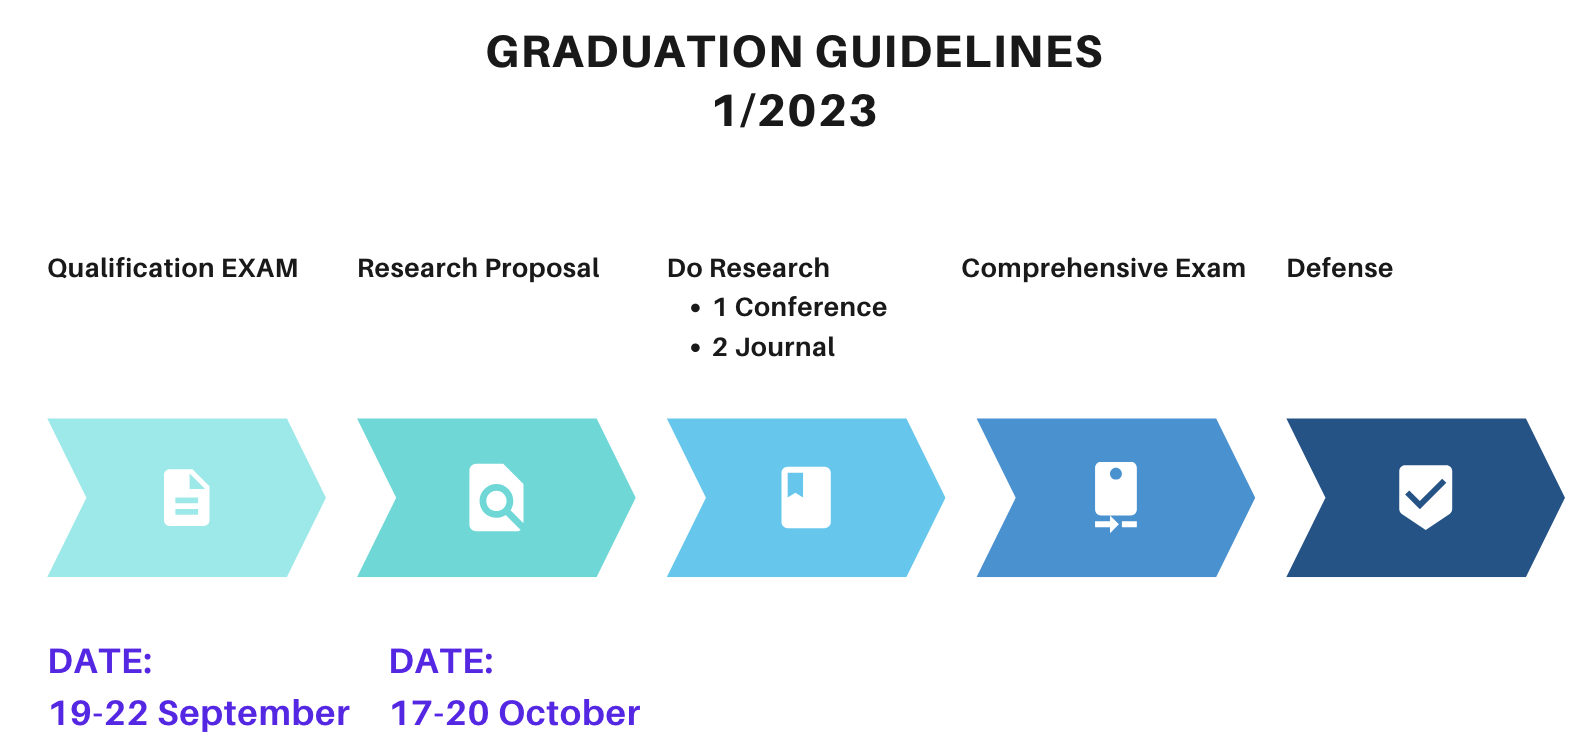 GRADUATION GUIDELINES
1/2023
Qualification EXAM
Research Proposal
Do Research
• 1 Conference
• 2 Journal
Comprehensive Exam
Defense
DATE:
19-22 September
DATE:
17-20 October